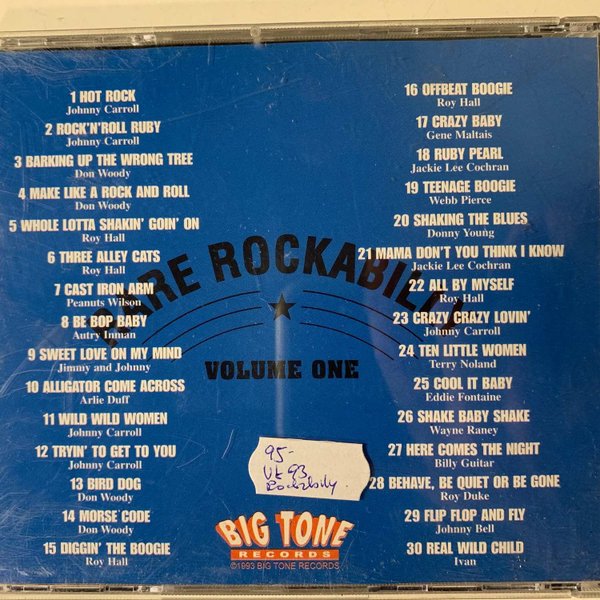 1 HOT ROCK
Johnny Carroll
2 ROCK'N'ROLL RUBY
Johnny Carroll
3 BARKING UP THE WRONG TREE
Don Woody
4 MAKE LIKE A ROCK AND ROLL
Don Woody
5 WHOLE LOTTA SHAKIN' GOIN' ON
Roy Hall
6 THREE ALLEY CATS
Roy Hall
7 CAST IRON ARM
Peanuts Wilson
8 BE BOP BABY
Autry Inman
9 SWEET LOVE ON MY MIND
Jimmy and Johnny
10 ALLIGATOR COME ACROSS
Arlie Duff
11 WILD WILD WOMEN
Johnny Carroll
12 TRYIN' TO GET TO YOU
Johnny Carroll
13 BIRD DOG
Don Woody
14 MORSE CODE
Don Woody
15 DIGGIN' THE BOOGIE
Roy Hall
16 OFFBEAT BOOGIE
Roy Hall
17 CRAZY BABY
Gene Maltais
18 RUBY PEARL
Jackie Lee Cochran
19 TEENAGE BOOGIE
Webb Pierce
20 SHAKING THE BLUES
Donny Young
21 MAMA DON'T YOU THINK I KNOW
Jackie Lee Cochran
22 ALL BY MYSELF
Roy Hall
23 CRAZY CRAZY LOVIN'
Johnny Carroll
24 TEN LITTLE WOMEN
Terry Noland
25 COOL IT BABY
Eddie Fontaine
26 SHAKE BABY SHAKE
Wayne Raney
27 HERE COMES THE NIGHT
Billy Guitar
28 BEHAVE, BE QUIET OR BE GONE
Roy Duke
29 FLIP FLOP AND FLY
Johnny Bell
30 REAL WILD CHILD
Ivan
RARE ROCKABILLY
VOLUME ONE
95-
VK 93
BIG TONE
RECORDS
©1993 BIG TONE RECORDS